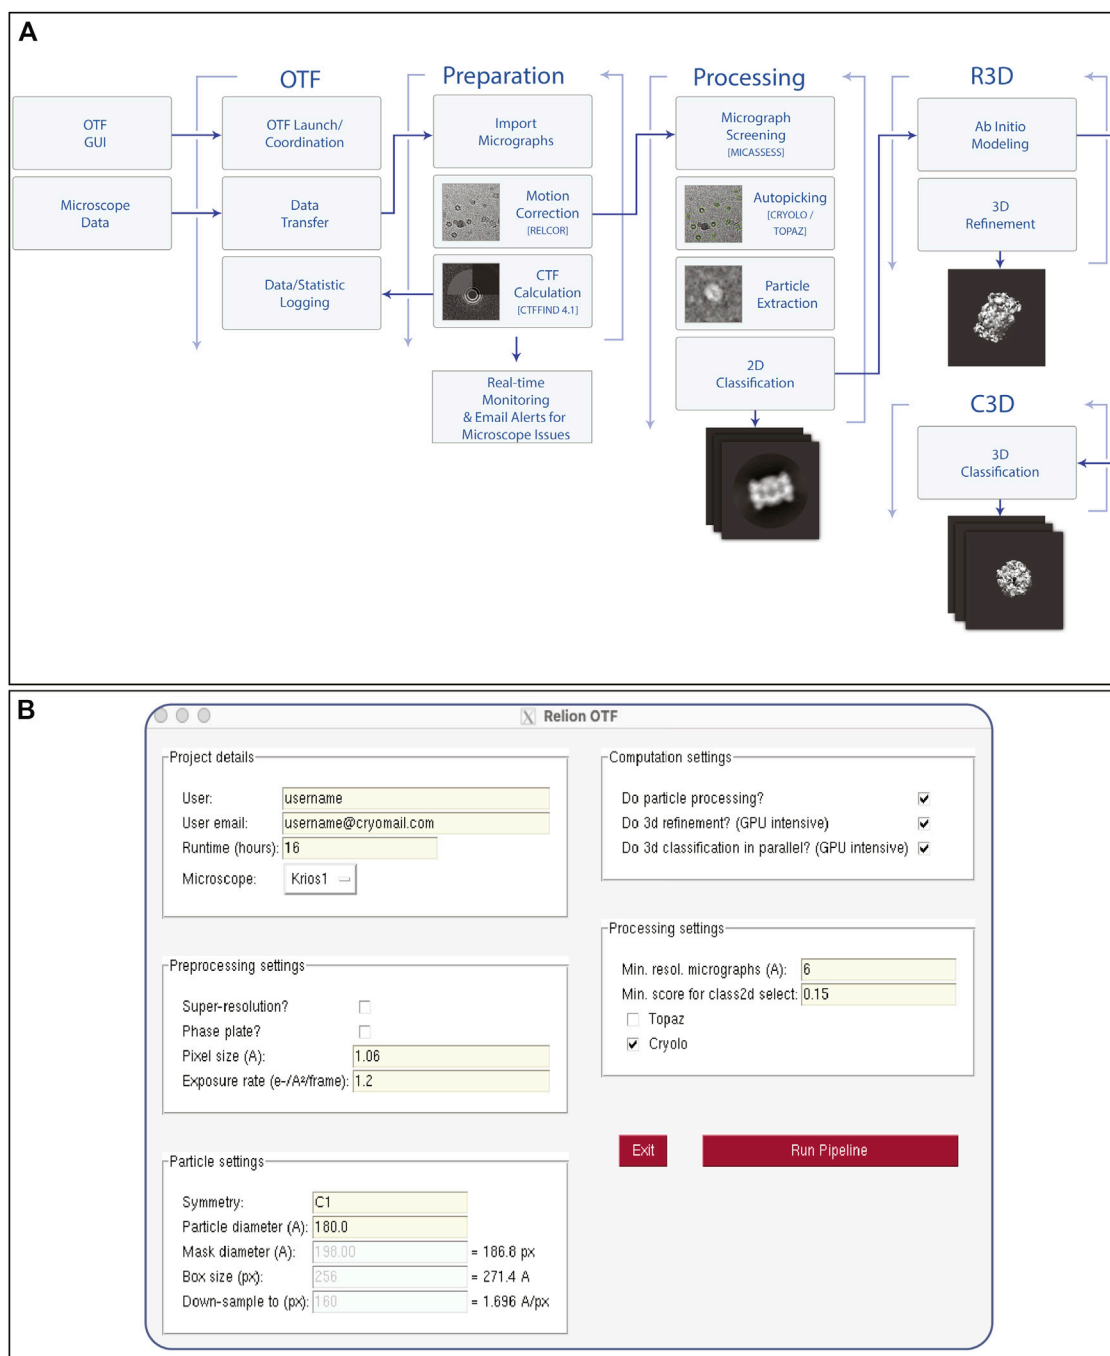 A
OTF
Preparation
Processing
R3D
OTF
GUI
OTF Launch/
Coordination
Import
Micrographs
Micrograph
Screening
[MICASSESS]
Ab Initio
Modeling
Microscope
Data
Data
Transfer
Motion
Correction
[RELCOR]
Autopicking
[CRYOLO /
TOPAZ]
3D
Refinement
Data/Statistic
Logging
CTF
Calculation
[CTFFIND 4.1]
Particle
Extraction
Real-time
Monitoring
& Email Alerts for
Microscope Issues
2D
Classification
C3D
3D
Classification
B
X Relion OTF
Project details
User: username
User email: username@cryomail.com
Runtime (hours): 16
Microscope: Krios1
Preprocessing settings
Super-resolution?
Phase plate?
Pixel size (A): 1.06
Exposure rate (e-/A²/frame): 1.2
Particle settings
Symmetry: C1
Particle diameter (A): 180.0
Mask diameter (A): 198.00 = 186.8 px
Box size (px): 256 = 271.4 A
Down-sample to (px): 160 = 1.696 A/px
Computation settings
Do particle processing?
Do 3d refinement? (GPU intensive)
Do 3d classification in parallel? (GPU intensive)
Processing settings
Min. resol. micrographs (A): 6
Min. score for class2d select: 0.15
Topaz
Cryolo
Exit
Run Pipeline